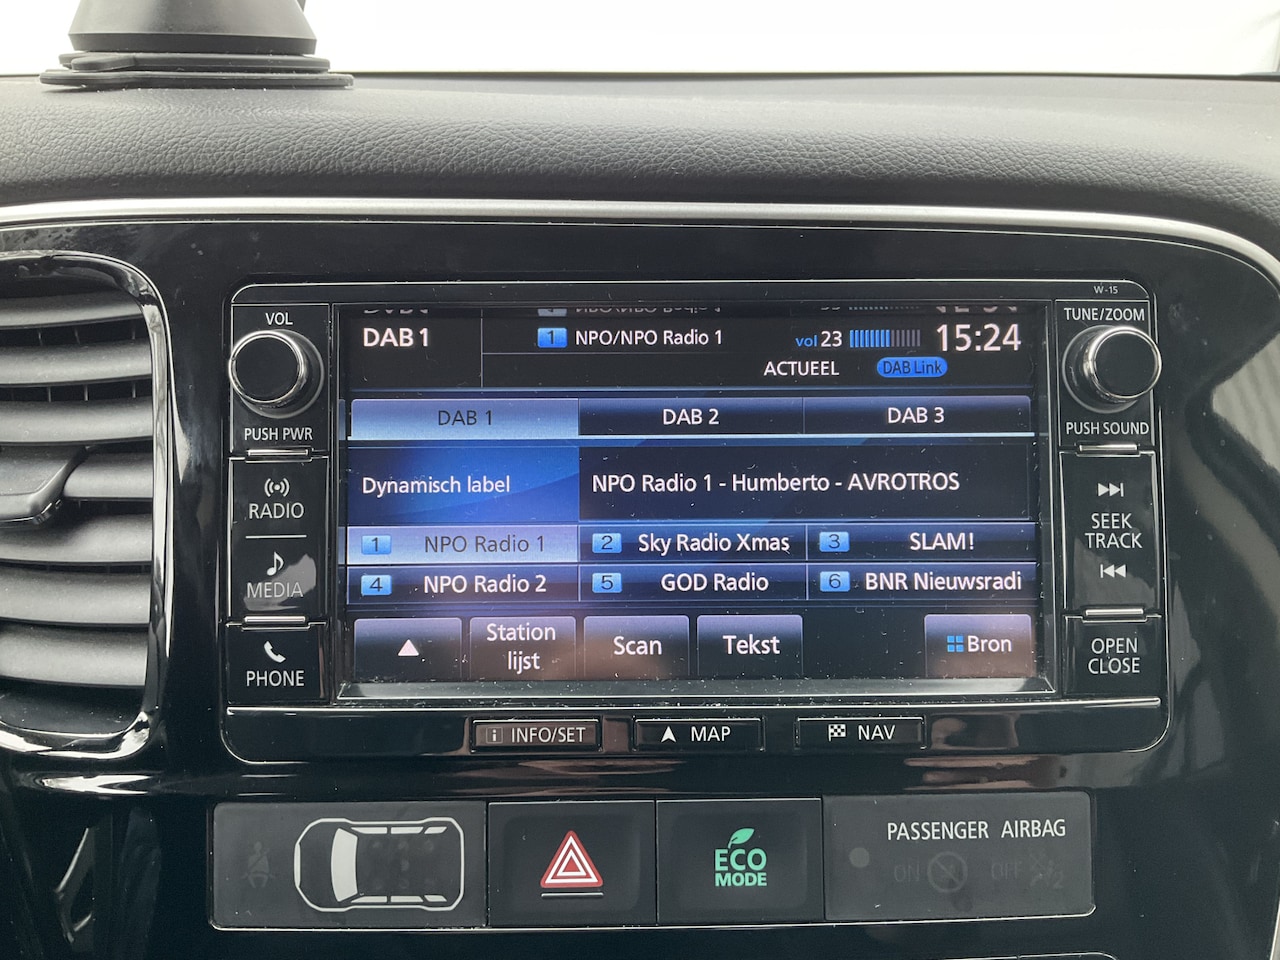 W-15
VOL
TUNE/ZOOM
DAB 1
1 NPO/NPO Radio 1
vol 23
15:24
ACTUEEL
DAB Link
PUSH PWR
PUSH SOUND
DAB 1 DAB 2 DAB 3
Dynamisch label
NPO Radio 1 - Humberto - AVROTROS
RADIO
SEEK
TRACK
1 NPO Radio 1 2 Sky Radio Xmas 3 SLAM!
4 NPO Radio 2 5 GOD Radio 6 BNR Nieuwsradi
MEDIA
Station
lijst
Scan
Tekst
Bron
PHONE
OPEN
CLOSE
i INFO/SET
MAP
NAV
PASSENGER AIRBAG
ECO
MODE
ON
OFF